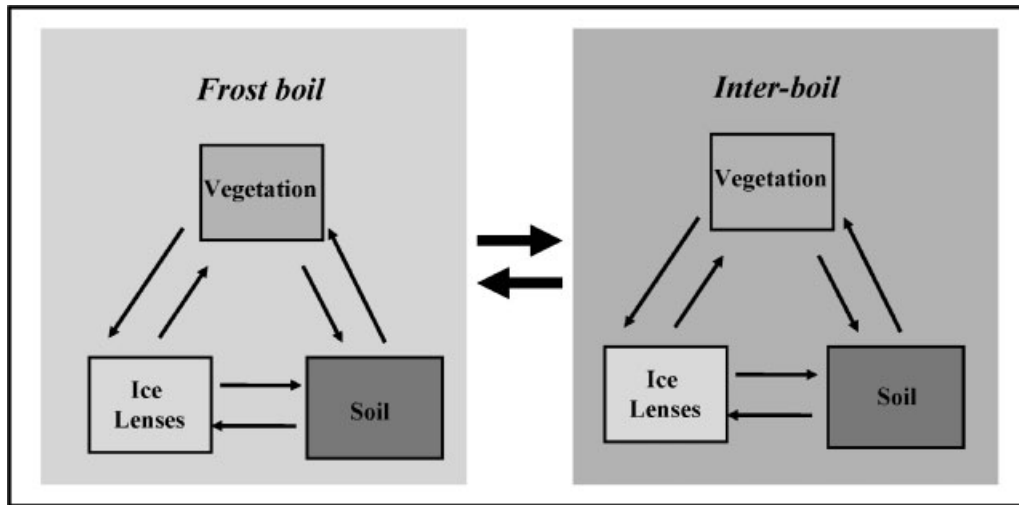 Frost boil
Vegetation
Ice
Lenses
Soil
Inter-boil
Vegetation
Ice
Lenses
Soil